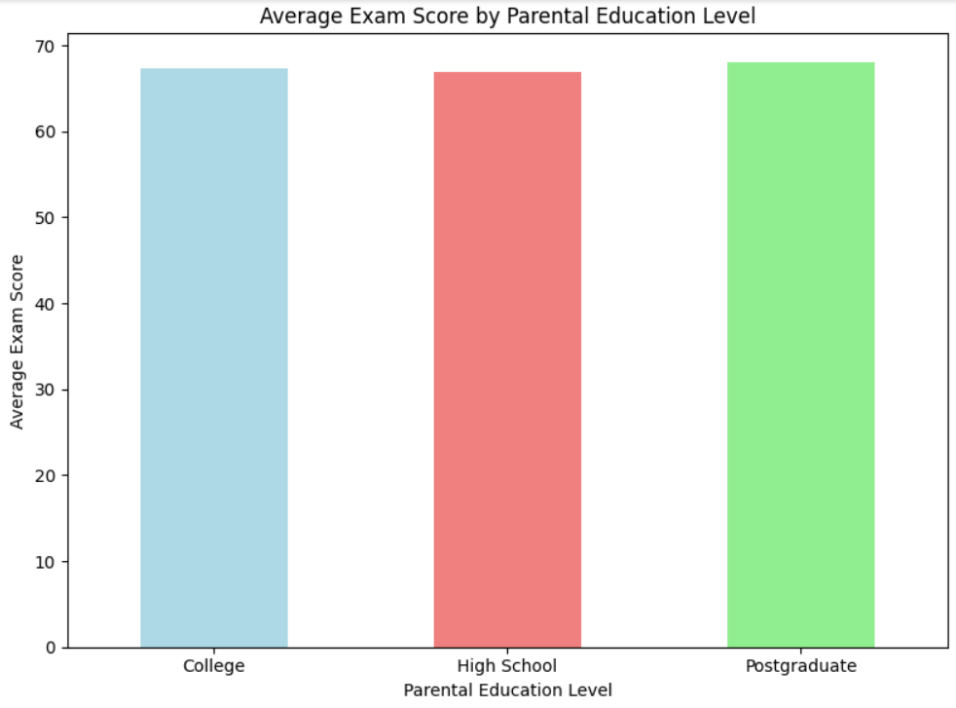 Average Exam Score by Parental Education Level
70
60
50
40
30
20
10
0
Average Exam Score
College
High School
Postgraduate
Parental Education Level